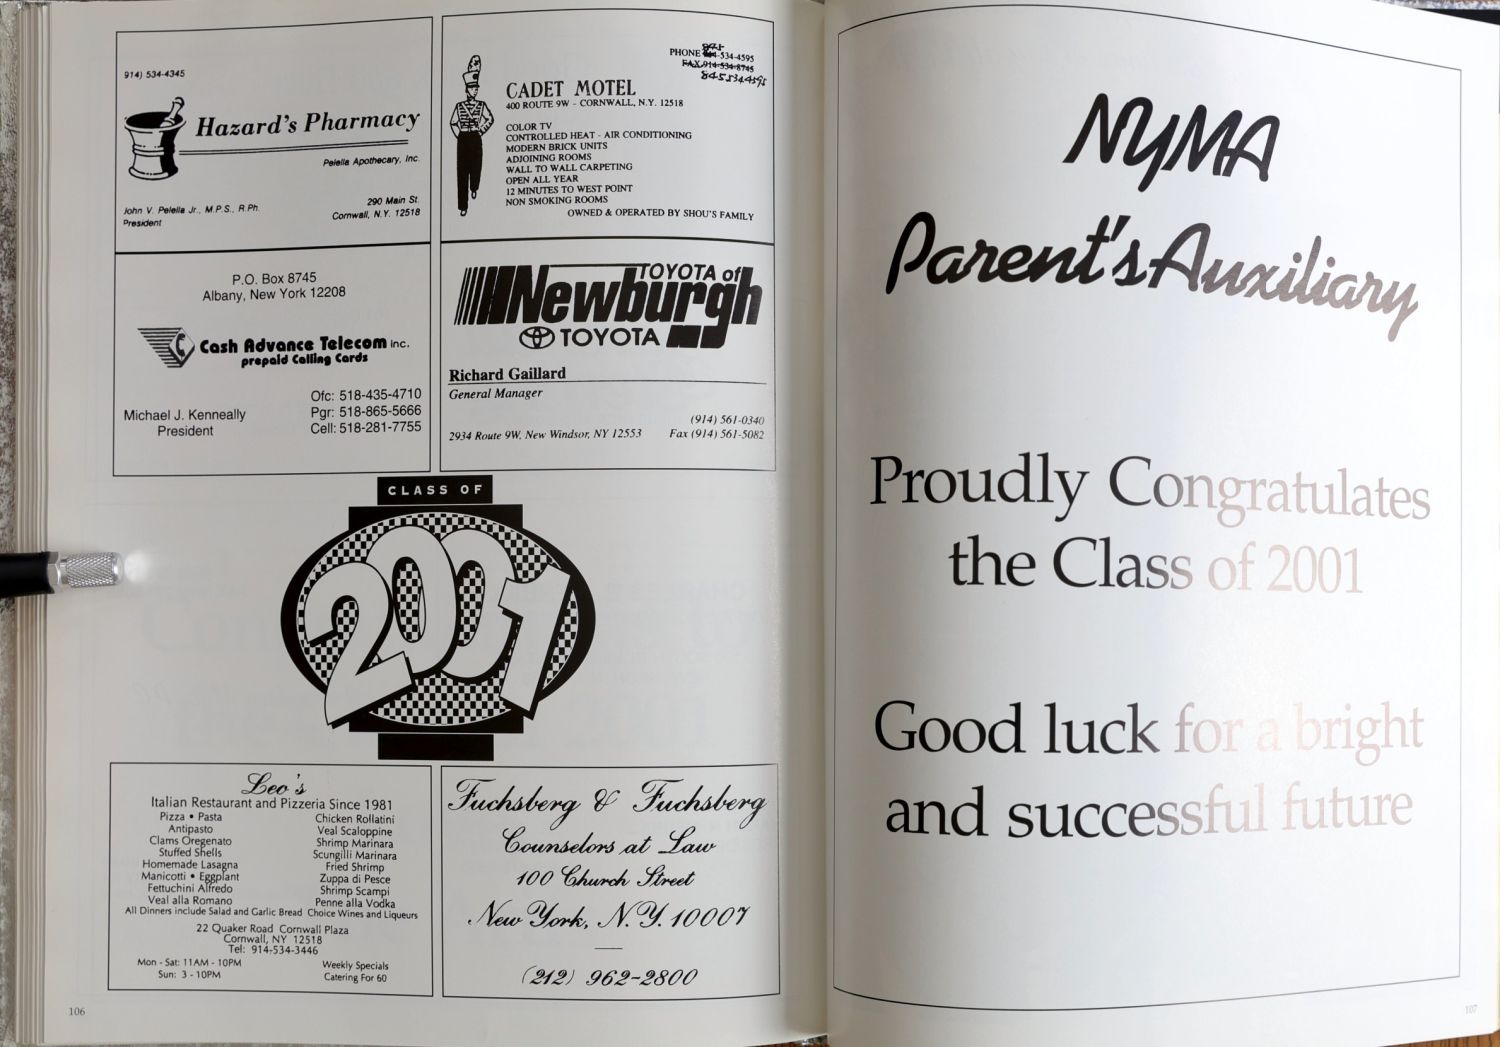 914) 534-4345
Hazard's Pharmacy
Pelella Apothecary, Inc.
John V. Pelella Jr., M.P.S., R.Ph.
President
290 Main St.
Cornwall, N.Y. 12518
PHONE 845 534-4595
FAX 914-534-8745
845 534 4595
CADET MOTEL
400 ROUTE 9W - CORNWALL, N.Y. 12518
COLOR TV
CONTROLLED HEAT - AIR CONDITIONING
MODERN BRICK UNITS
ADJOINING ROOMS
WALL TO WALL CARPETING
OPEN ALL YEAR
12 MINUTES TO WEST POINT
NON SMOKING ROOMS
OWNED & OPERATED BY SHOU'S FAMILY
P.O. Box 8745
Albany, New York 12208
Cash Advance Telecom inc.
prepaid Calling Cards
Ofc: 518-435-4710
Michael J. Kenneally
President
Pgr: 518-865-5666
Cell: 518-281-7755
TOYOTA of
Newburgh
TOYOTA
Richard Gaillard
General Manager
(914) 561-0340
2934 Route 9W, New Windsor, NY 12553
Fax (914) 561-5082
CLASS OF
2001
Leo's
Italian Restaurant and Pizzeria Since 1981
Pizza • Pasta
Antipasto
Clams Oregenato
Stuffed Shells
Homemade Lasagna
Manicotti • Eggplant
Fettuchini Alfredo
Veal alla Romano
Chicken Rollatini
Veal Scaloppine
Shrimp Marinara
Scungilli Marinara
Fried Shrimp
Zuppa di Pesce
Shrimp Scampi
Penne alla Vodka
All Dinners include Salad and Garlic Bread Choice Wines and Liqueurs
22 Quaker Road Cornwall Plaza
Cornwall, NY 12518
Tel: 914-534-3446
Mon - Sat: 11AM - 10PM
Sun: 3 - 10PM
Weekly Specials
Catering For 60
Fuchsberg & Fuchsberg
Counselors at Law
100 Church Street
New York, N.Y. 10007
(212) 962-2800
106
NYMA
Parent's Auxiliary
Proudly Congratulates
the Class of 2001
Good luck for a bright
and successful future
107